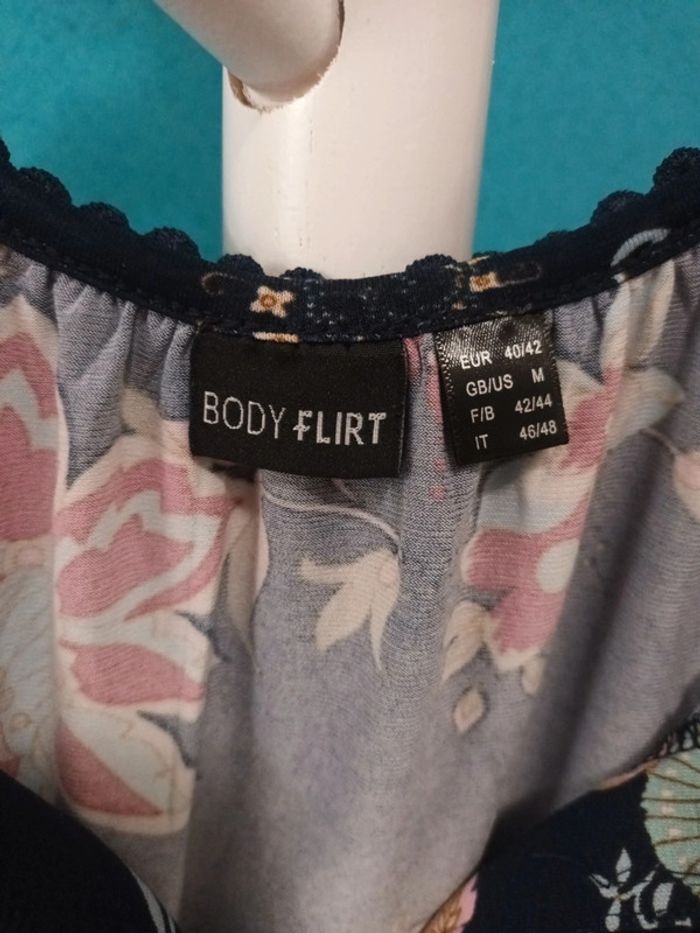 BODY FLIRT
EUR 40/42
GB/US M
F/B 42/44
IT 46/48